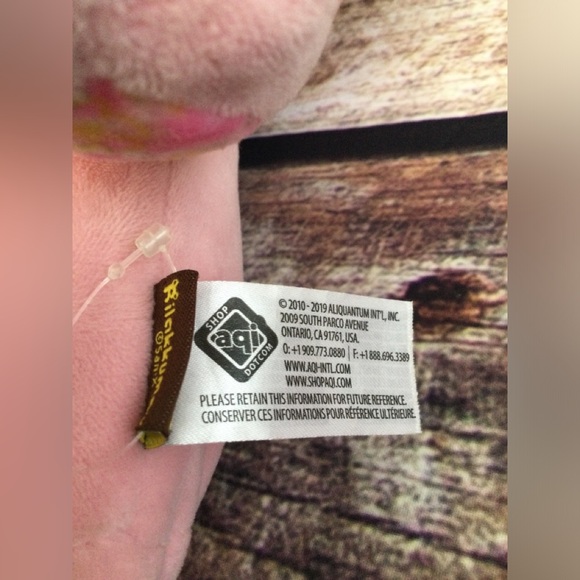 Rilakku
SHOP
aqi
DOTCOM
© 2010 - 2019 ALIQUANTUM INT'L, INC.
2009 SOUTH PARCO AVENUE
ONTARIO, CA 91761, USA.
O: +1 909.773.0880 | F: +1 888.696.3389
WWW.AQI-INTL.COM
WWW.SHOPAQI.COM
PLEASE RETAIN THIS INFORMATION FOR FUTURE REFERENCE.
CONSERVER CES INFORMATIONS POUR RÉFÉRENCE ULTÉRIEURE.